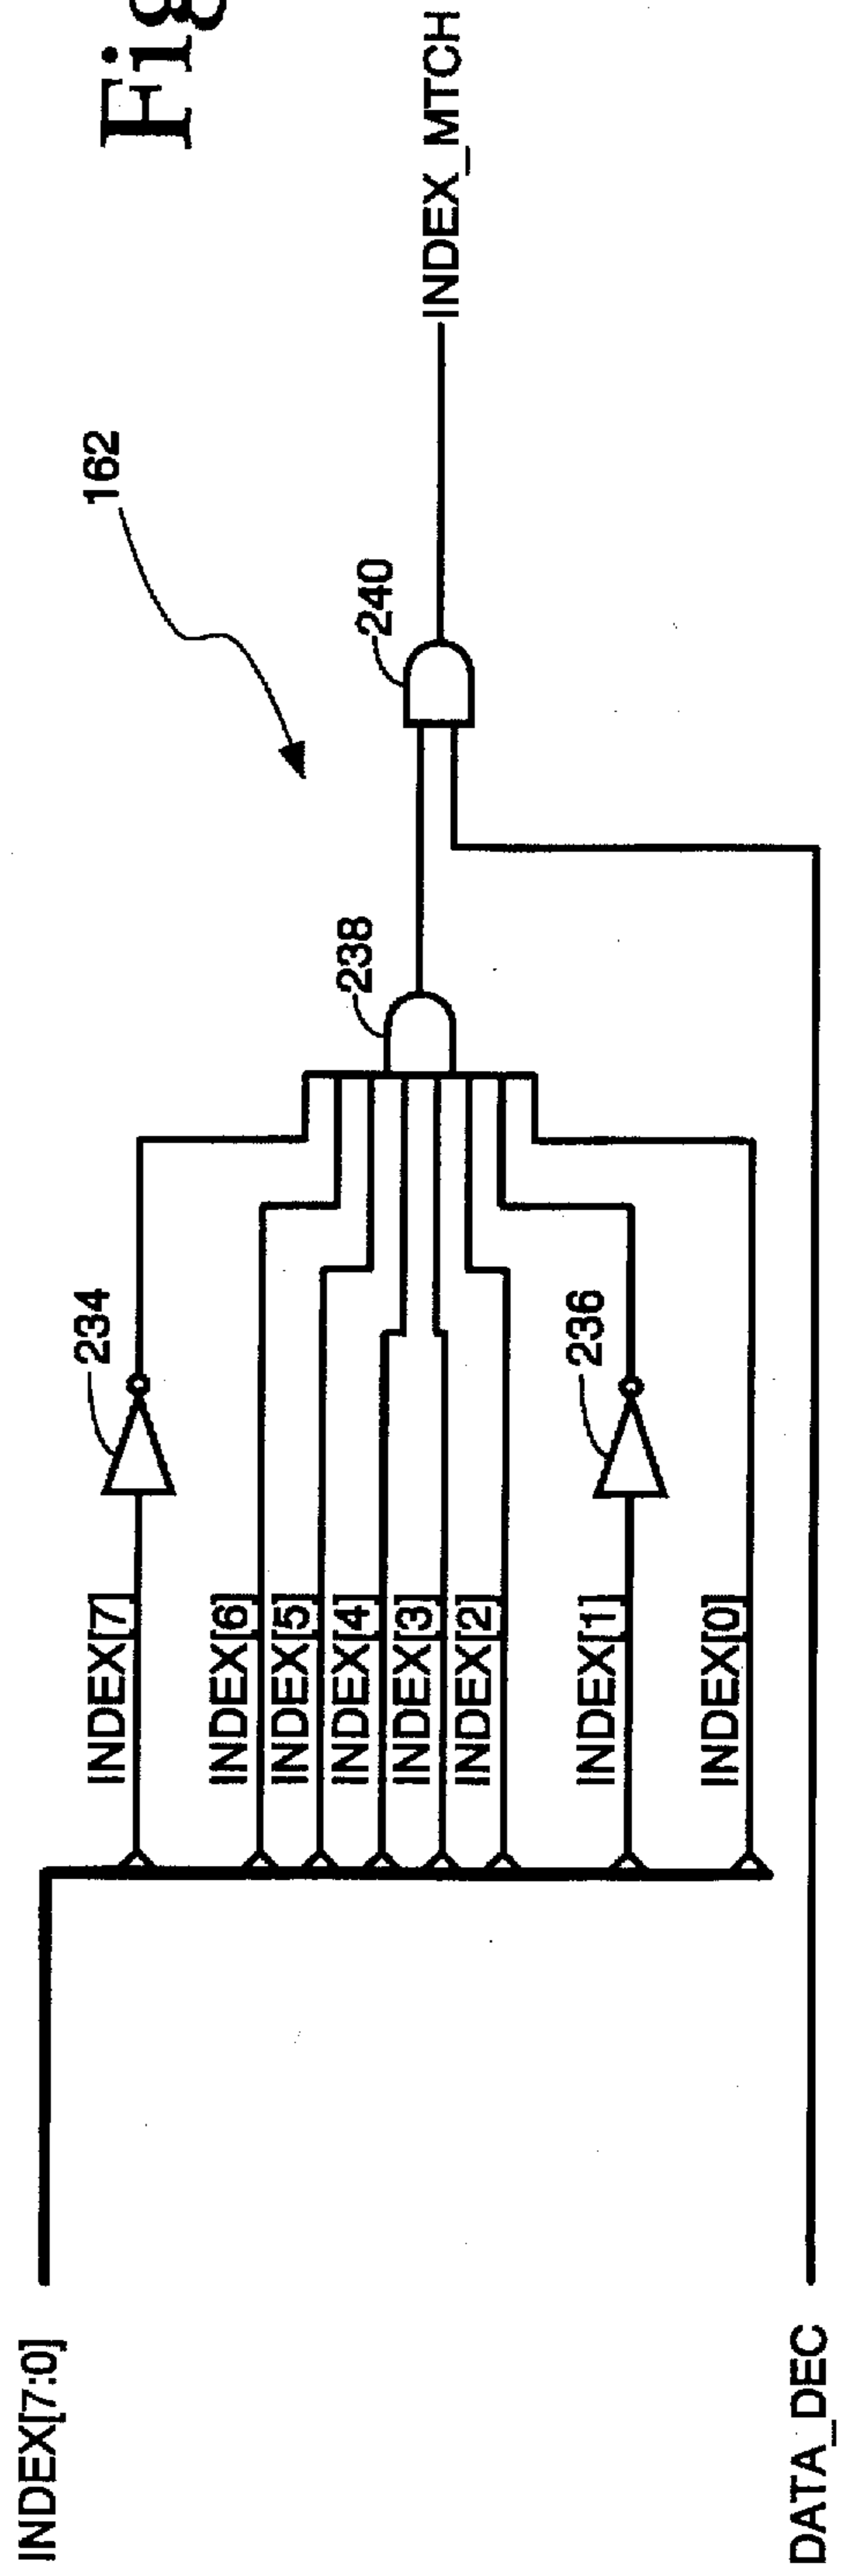 Fig
162
INDEX[7:0]
INDEX[7]
234
INDEX[6]
INDEX[5]
INDEX[4]
INDEX[3]
INDEX[2]
INDEX[1]
236
INDEX[0]
238
240
INDEX_MTCH
DATA_DEC